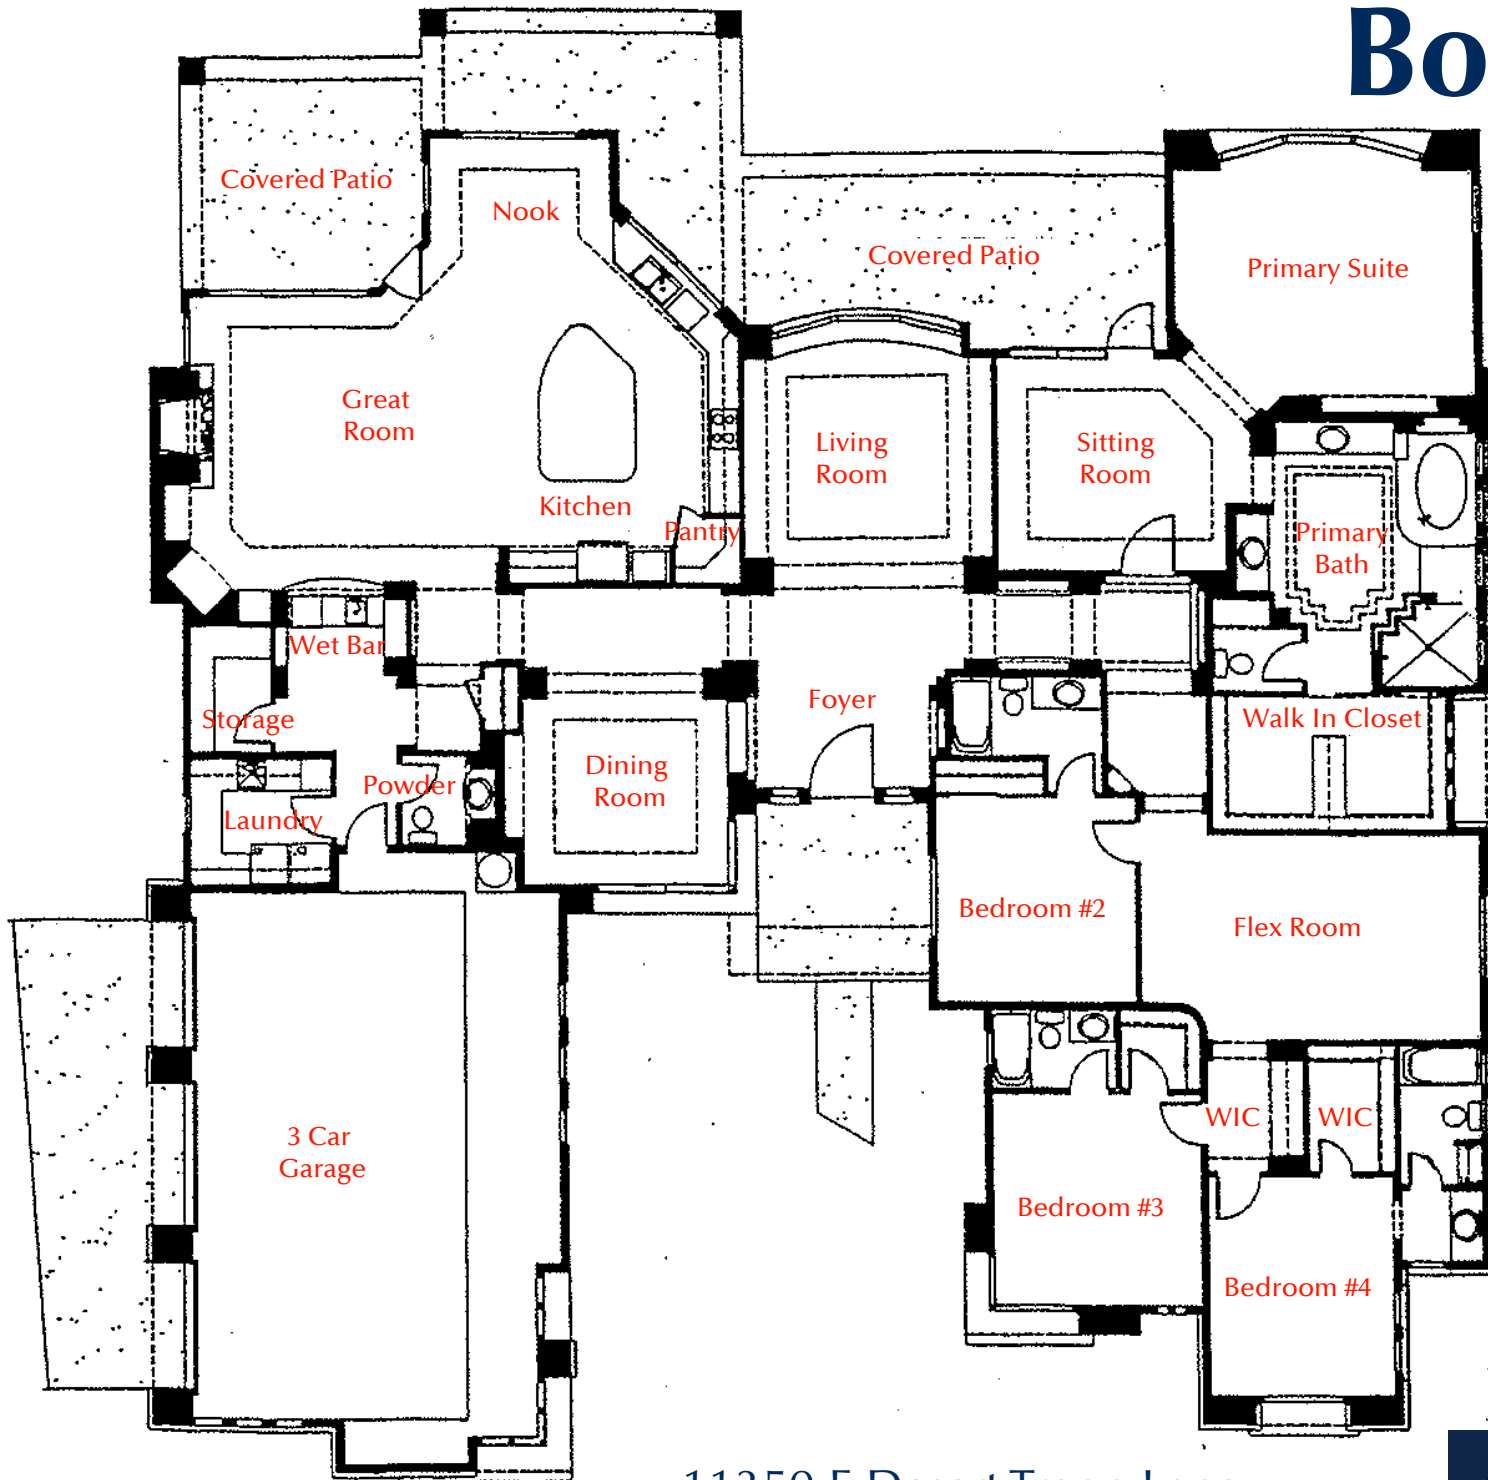 Bo
Covered Patio
Nook
Covered Patio
Primary Suite
Great
Room
Living
Room
Sitting
Room
Kitchen
Pantry
Primary
Bath
Wet Bar
Storage
Foyer
Walk In Closet
Dining
Room
Powder
Laundry
Bedroom #2
Flex Room
3 Car
Garage
WIC
WIC
Bedroom #3
Bedroom #4